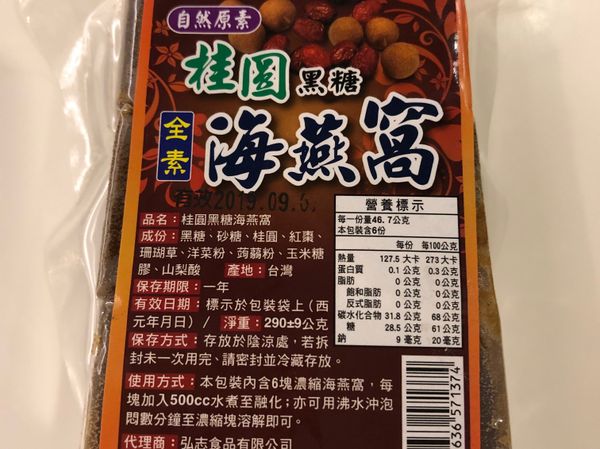 自然原素
桂圓黑糖
全素
海燕窩
有效2019.09.
營養標示
每一份量46.7公克
本包裝含6份
每份 每100公克
熱量 127.5 大卡 273 大卡
蛋白質 0.1 公克 0.3 公克
脂肪 0 公克 0 公克
飽和脂肪 0 公克 0 公克
反式脂肪 0 公克 0 公克
碳水化合物 31.8 公克 68公克
糖 28.5 公克 61公克
鈉 9 毫克 20毫克
品名：桂圓黑糖海燕窩
成份：黑糖、砂糖、桂圓、紅棗、
珊瑚草、洋菜粉、蒟蒻粉、玉米糖
膠、山梨酸 產地：台灣
保存期限：一年
有效日期：標示於包裝袋上(西
元年月日) / 淨重：290±9公克
保存方式：存放於陰涼處，若拆
封未一次用完、請密封並冷藏存放。
使用方式：本包裝內含6塊濃縮海燕窩，每
塊加入500cc水煮至融化；亦可用沸水沖泡
悶數分鐘至濃縮塊溶解即可。
代理商：弘志食品有限公司
636 571374